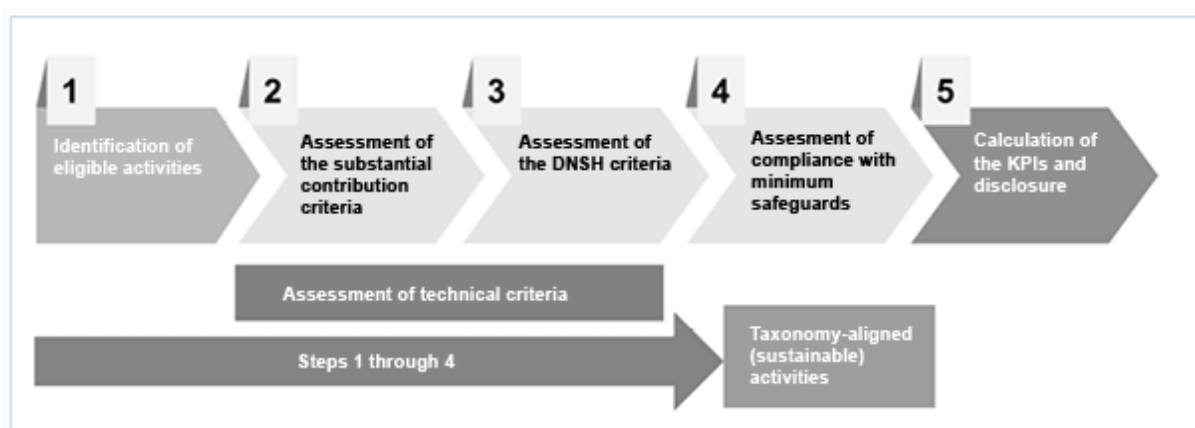 1
Identification of
eligible activities
2
Assessment of
the substantial
contribution
criteria
3
Assessment of
the DNSH criteria
4
Assesment of
compliance with
minimum
safeguards
5
Calculation of
the KPIs and
disclosure
Assessment of technical criteria
Steps 1 through 4
Taxonomy-aligned
(sustainable)
activities